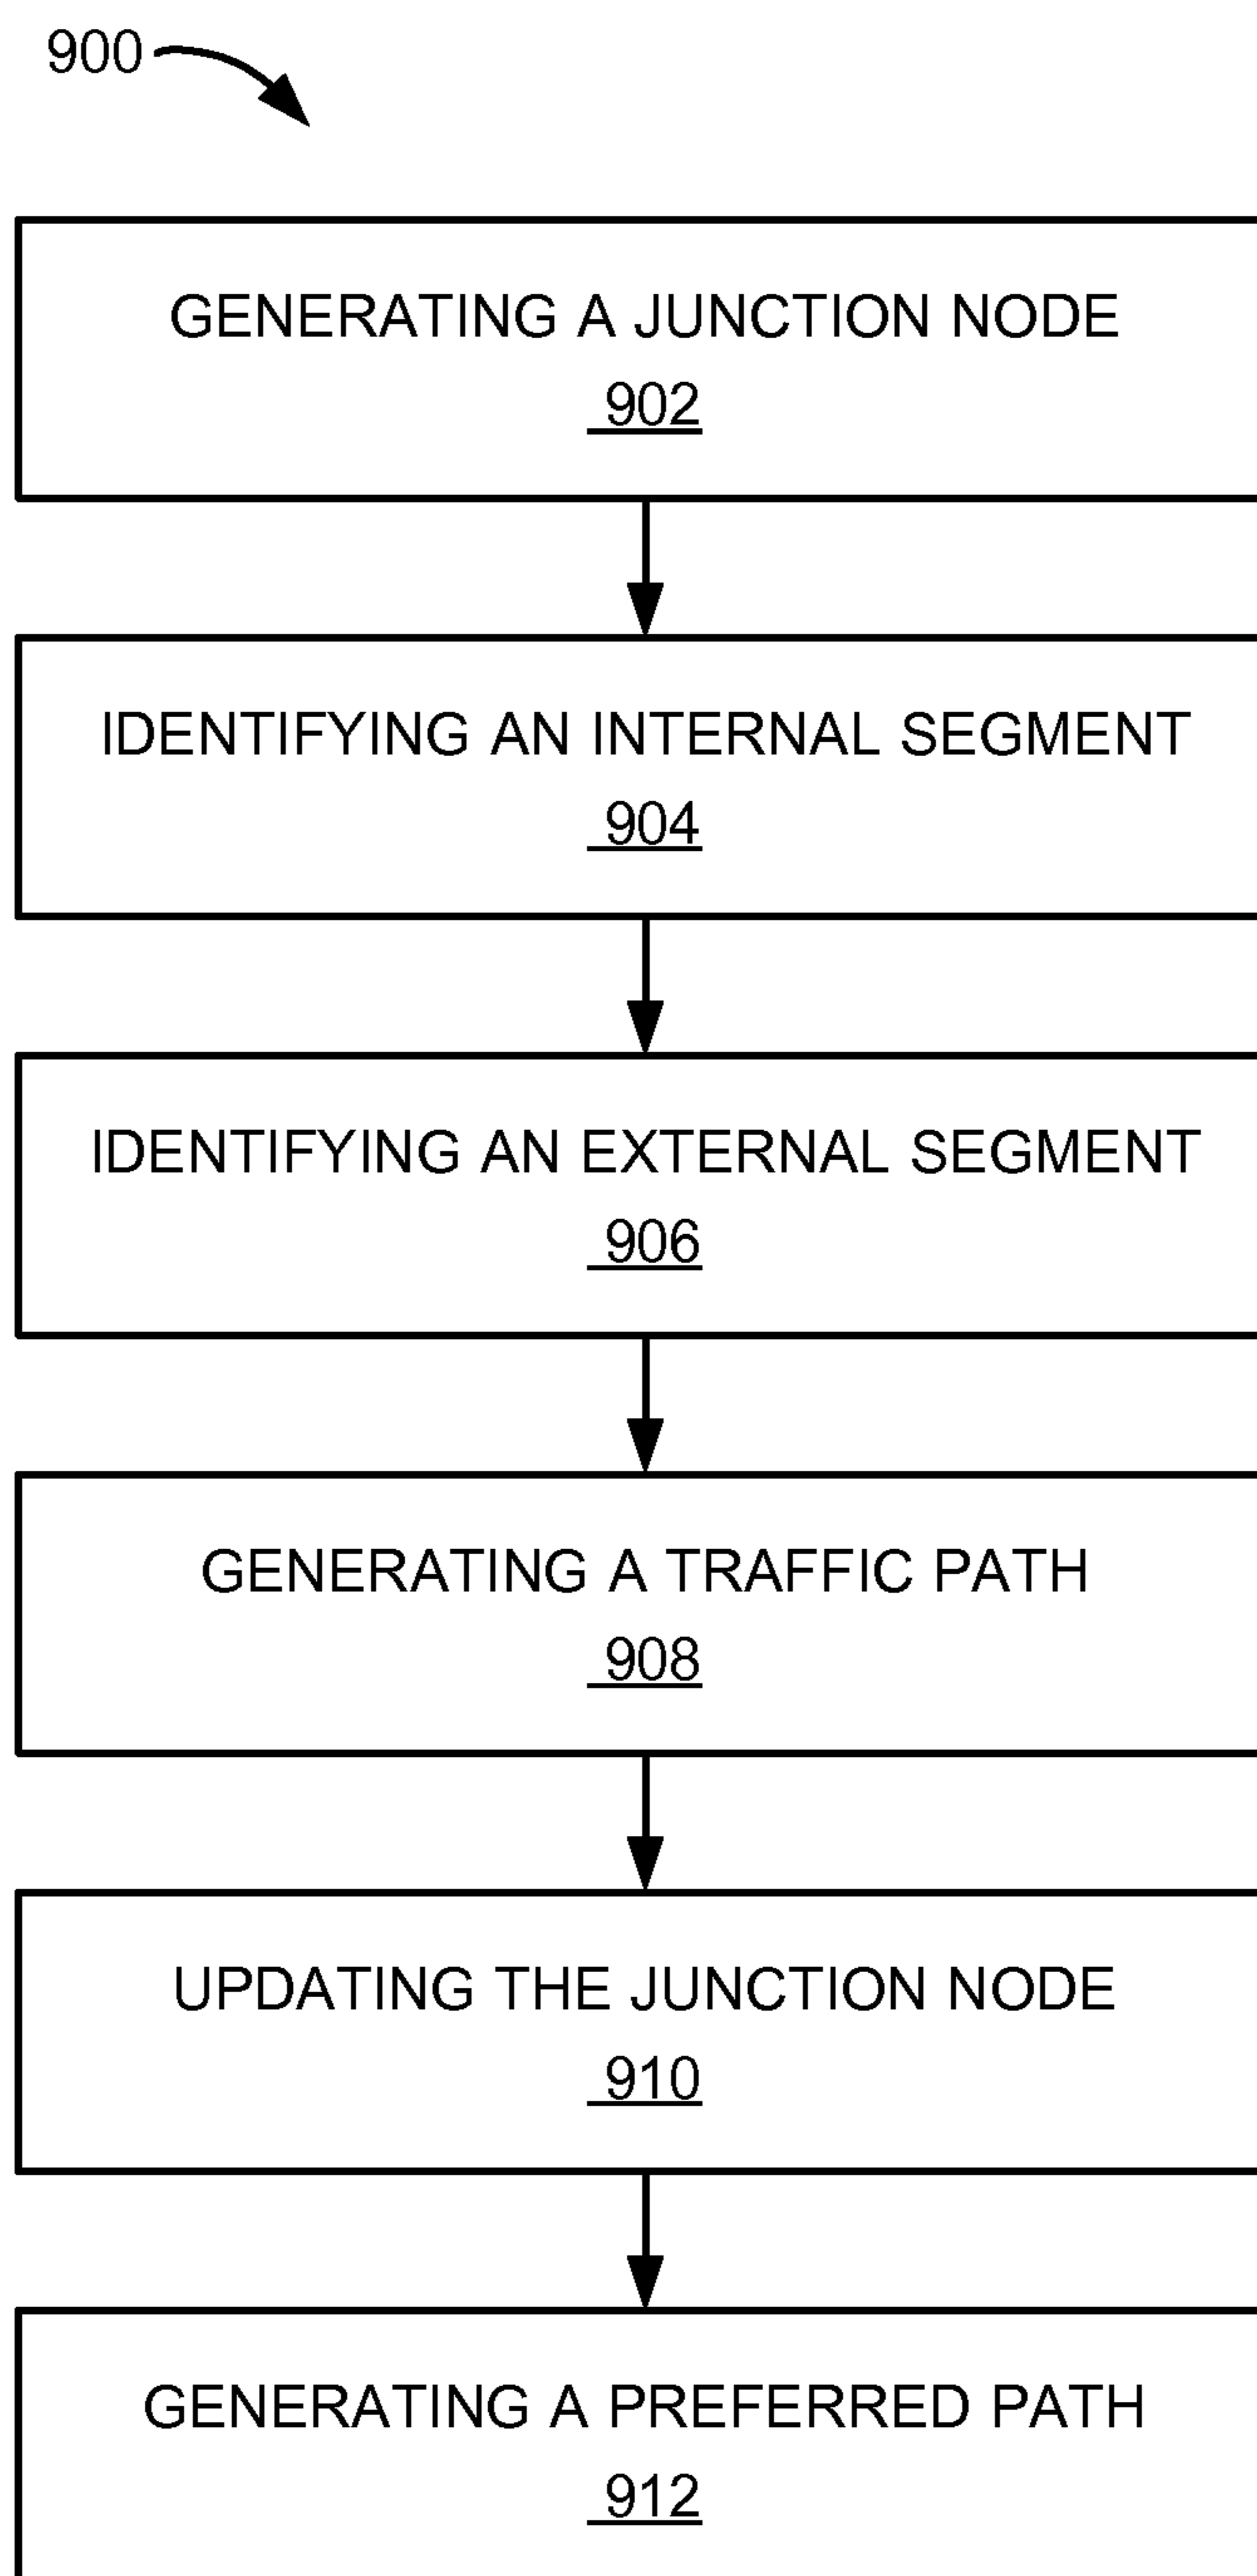 900
GENERATING A JUNCTION NODE
902
IDENTIFYING AN INTERNAL SEGMENT
904
IDENTIFYING AN EXTERNAL SEGMENT
906
GENERATING A TRAFFIC PATH
908
UPDATING THE JUNCTION NODE
910
GENERATING A PREFERRED PATH
912